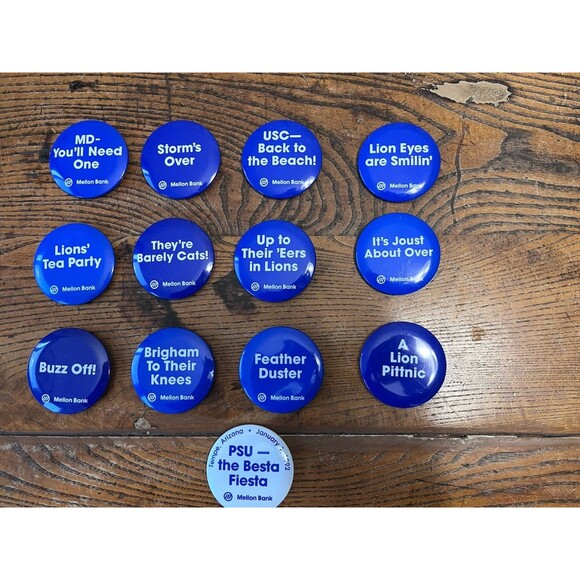 MD-
You'll Need
One
Mellon Bank
Storm's
Over
Mellon Bank
USC—
Back to
the Beach!
Mellon Bank
Lion Eyes
are Smilin'
Mellon Bank
Lions'
Tea Party
Mellon Bank
They're
Barely Cats!
Mellon Bank
Up to
Their 'Eers
in Lions
Mellon Bank
It's Joust
About Over
Mellon Bank
Buzz Off!
Mellon Bank
Brigham
To Their
Knees
Mellon Bank
Feather
Duster
Mellon Bank
A
Lion
Pittnic
Tempe, Arizona • January 92
PSU —
the Besta
Fiesta
Mellon Bank